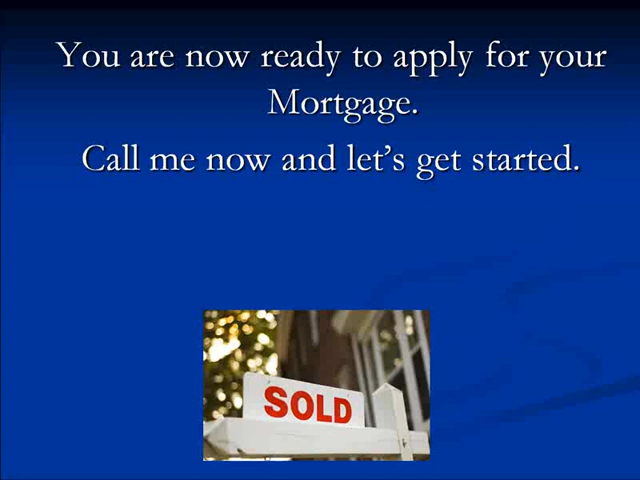 You are now ready to apply for your
Mortgage.
Call me now and let’s get started.
SOLD